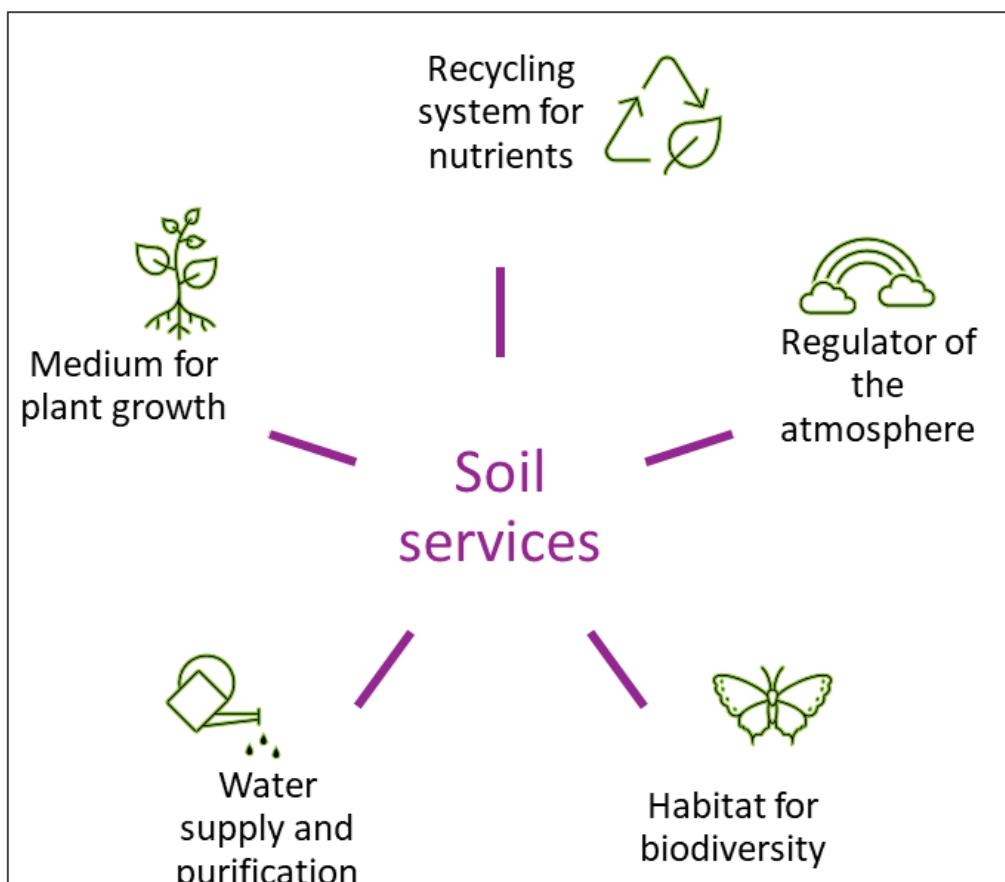 Recycling
system for
nutrients
Medium for
plant growth
Regulator of
the
atmosphere
Soil
services
Water
supply and
purification
Habitat for
biodiversity